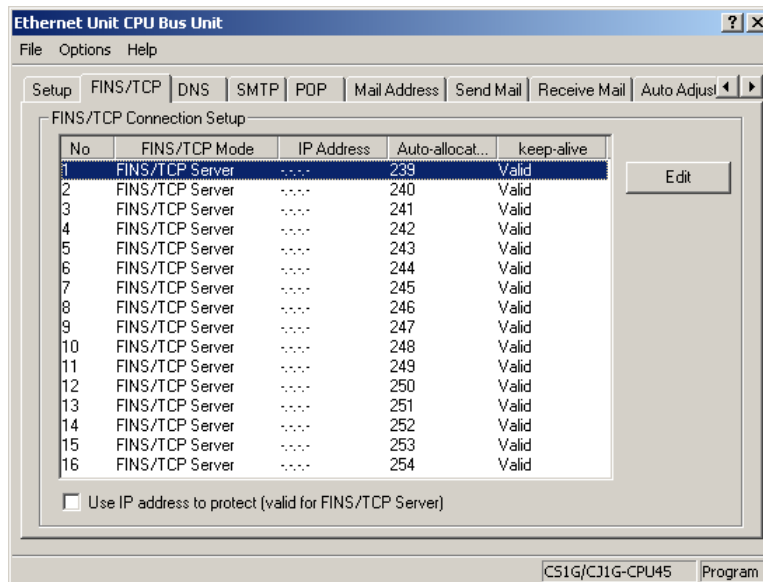 Ethernet Unit CPU Bus Unit
File Options Help
Setup FINS/TCP DNS SMTP POP Mail Address Send Mail Receive Mail Auto Adjust
FINS/TCP Connection Setup
No FINS/TCP Mode IP Address Auto-allocat... keep-alive
1 FINS/TCP Server -.-.-.- 239 Valid
Edit
2 FINS/TCP Server -.-.-.- 240 Valid
3 FINS/TCP Server -.-.-.- 241 Valid
4 FINS/TCP Server -.-.-.- 242 Valid
5 FINS/TCP Server -.-.-.- 243 Valid
6 FINS/TCP Server -.-.-.- 244 Valid
7 FINS/TCP Server -.-.-.- 245 Valid
8 FINS/TCP Server -.-.-.- 246 Valid
9 FINS/TCP Server -.-.-.- 247 Valid
10 FINS/TCP Server -.-.-.- 248 Valid
11 FINS/TCP Server -.-.-.- 249 Valid
12 FINS/TCP Server -.-.-.- 250 Valid
13 FINS/TCP Server -.-.-.- 251 Valid
14 FINS/TCP Server -.-.-.- 252 Valid
15 FINS/TCP Server -.-.-.- 253 Valid
16 FINS/TCP Server -.-.-.- 254 Valid
Use IP address to protect (valid for FINS/TCP Server)
CS1G/CJ1G-CPU45 Program